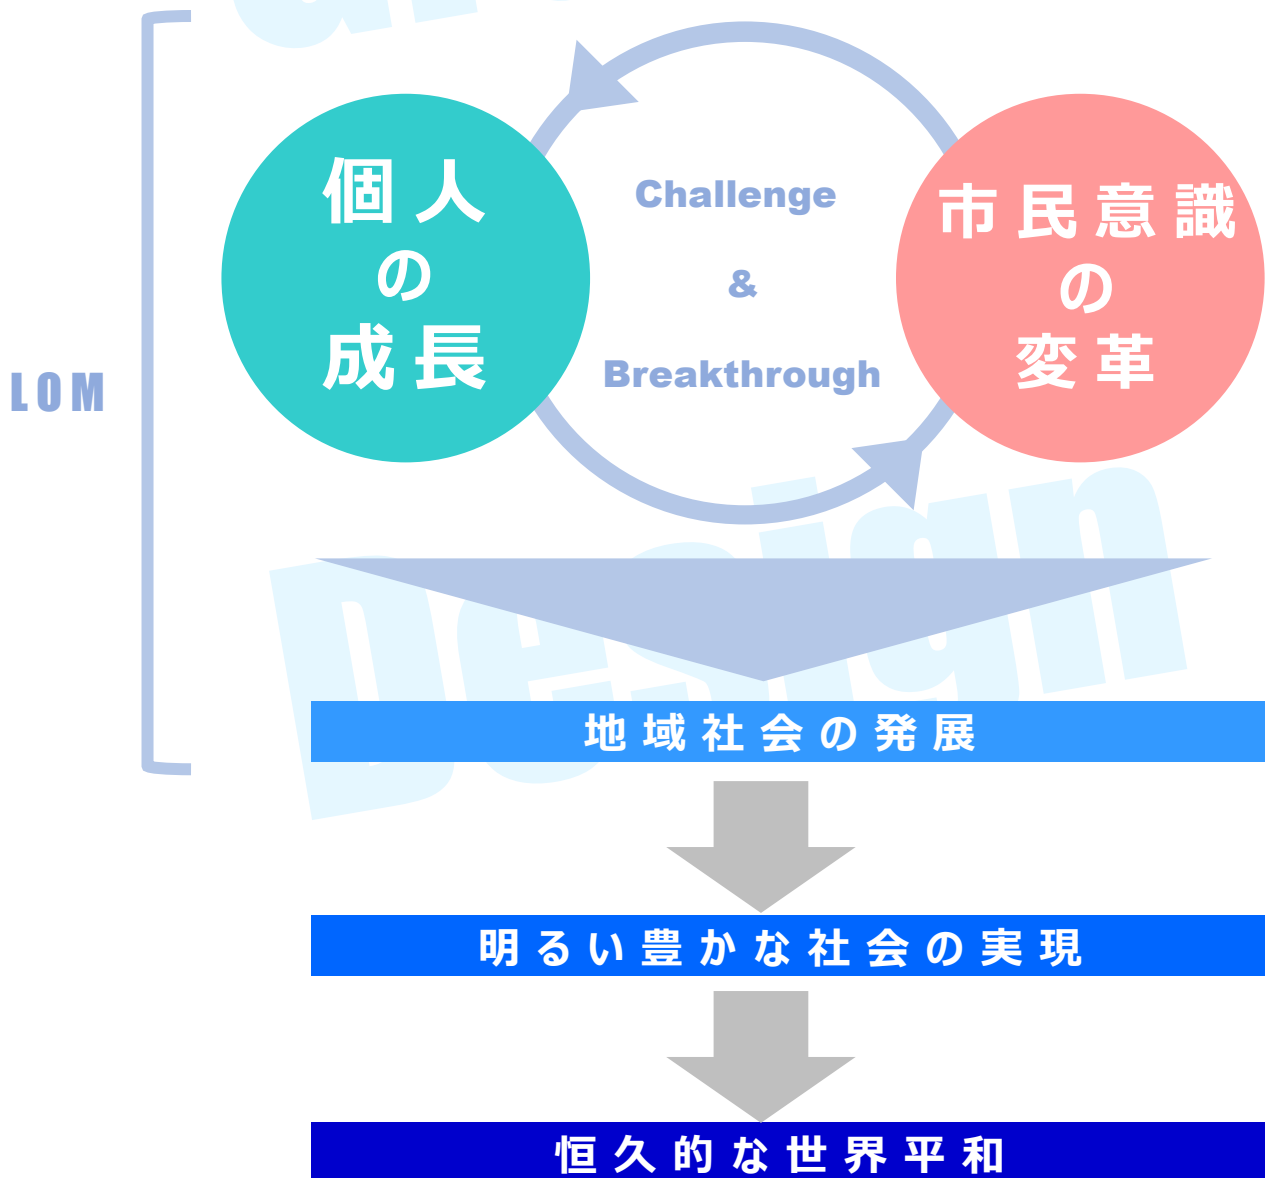 個人
の
成長
Challenge
&
Breakthrough
市民意識
の
変革
LOM
Design
地域社会の発展
明るい豊かな社会の実現
恒久的な世界平和